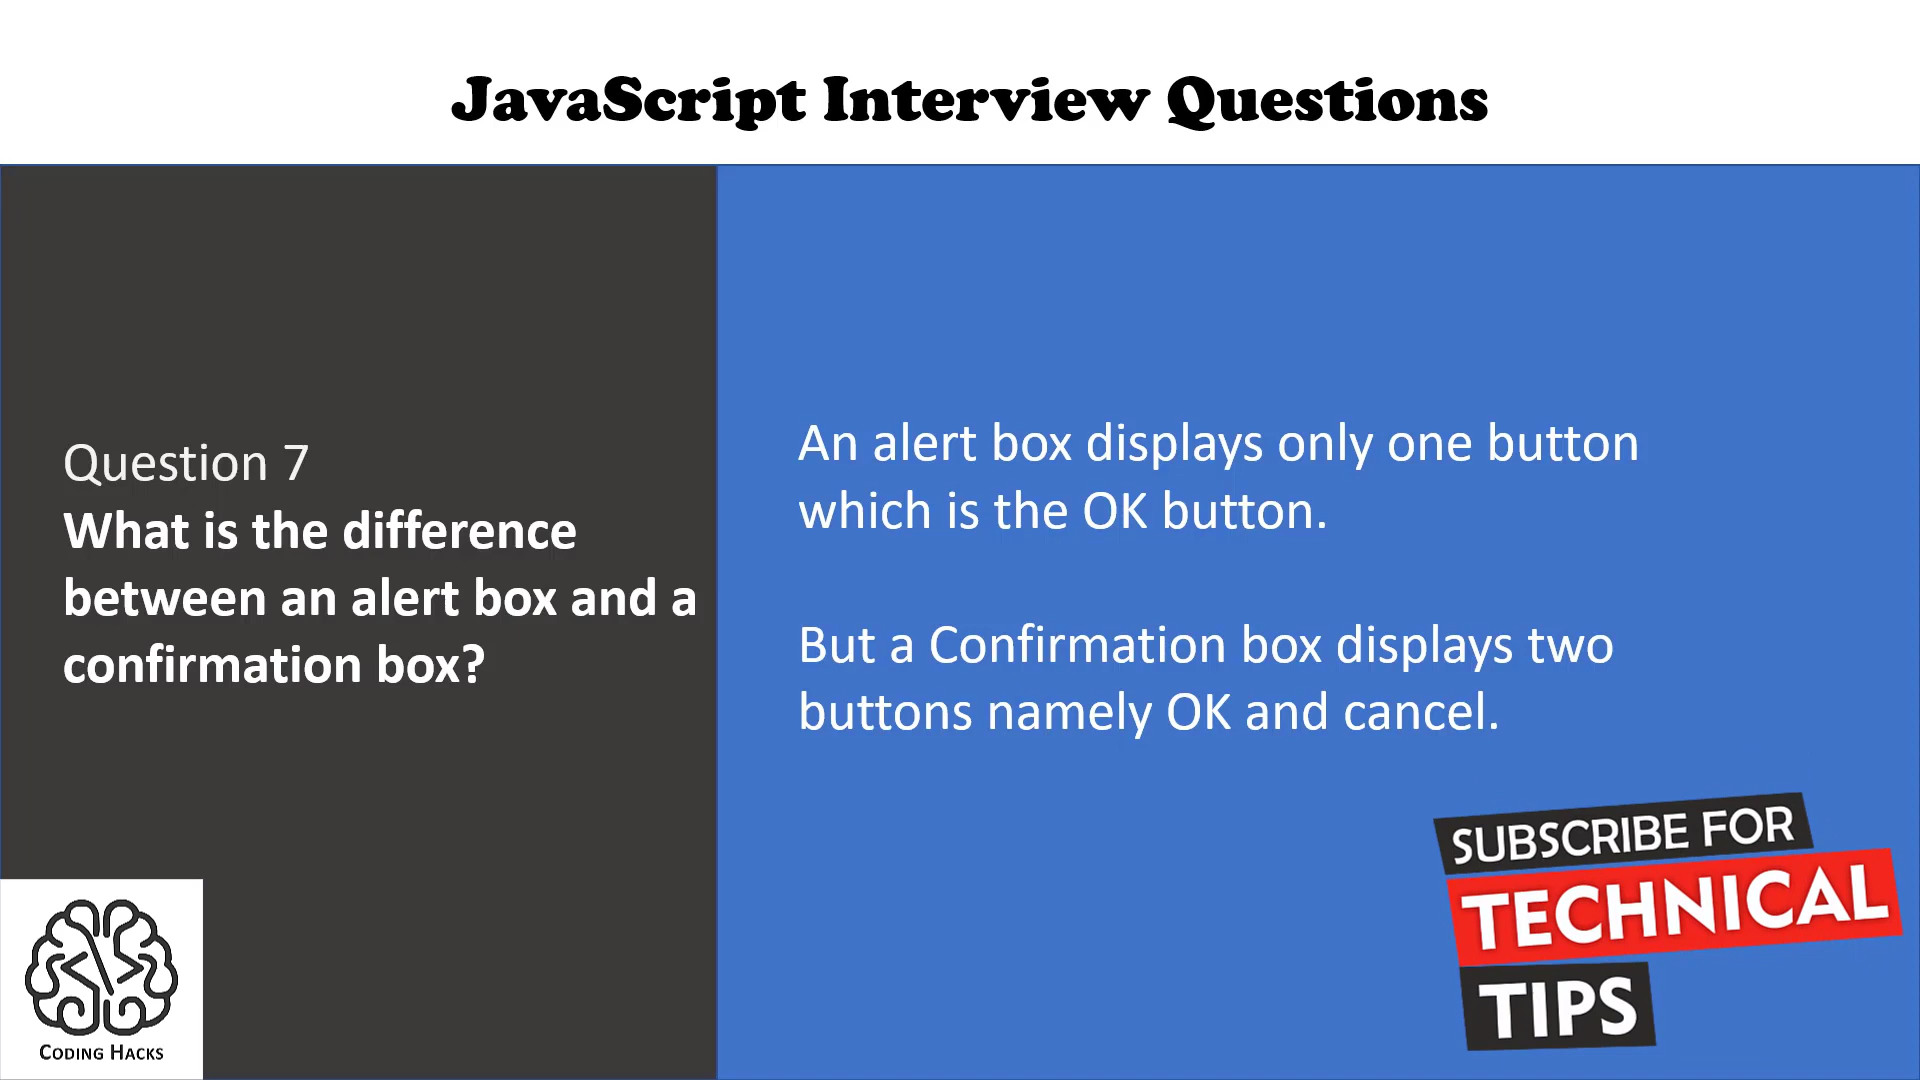 JavaScript Interview Questions
Question 7
What is the difference
between an alert box and a
confirmation box?
An alert box displays only one button
which is the OK button.
But a Confirmation box displays two
buttons namely OK and cancel.
SUBSCRIBE FOR
TECHNICAL
TIPS
CODING HACKS